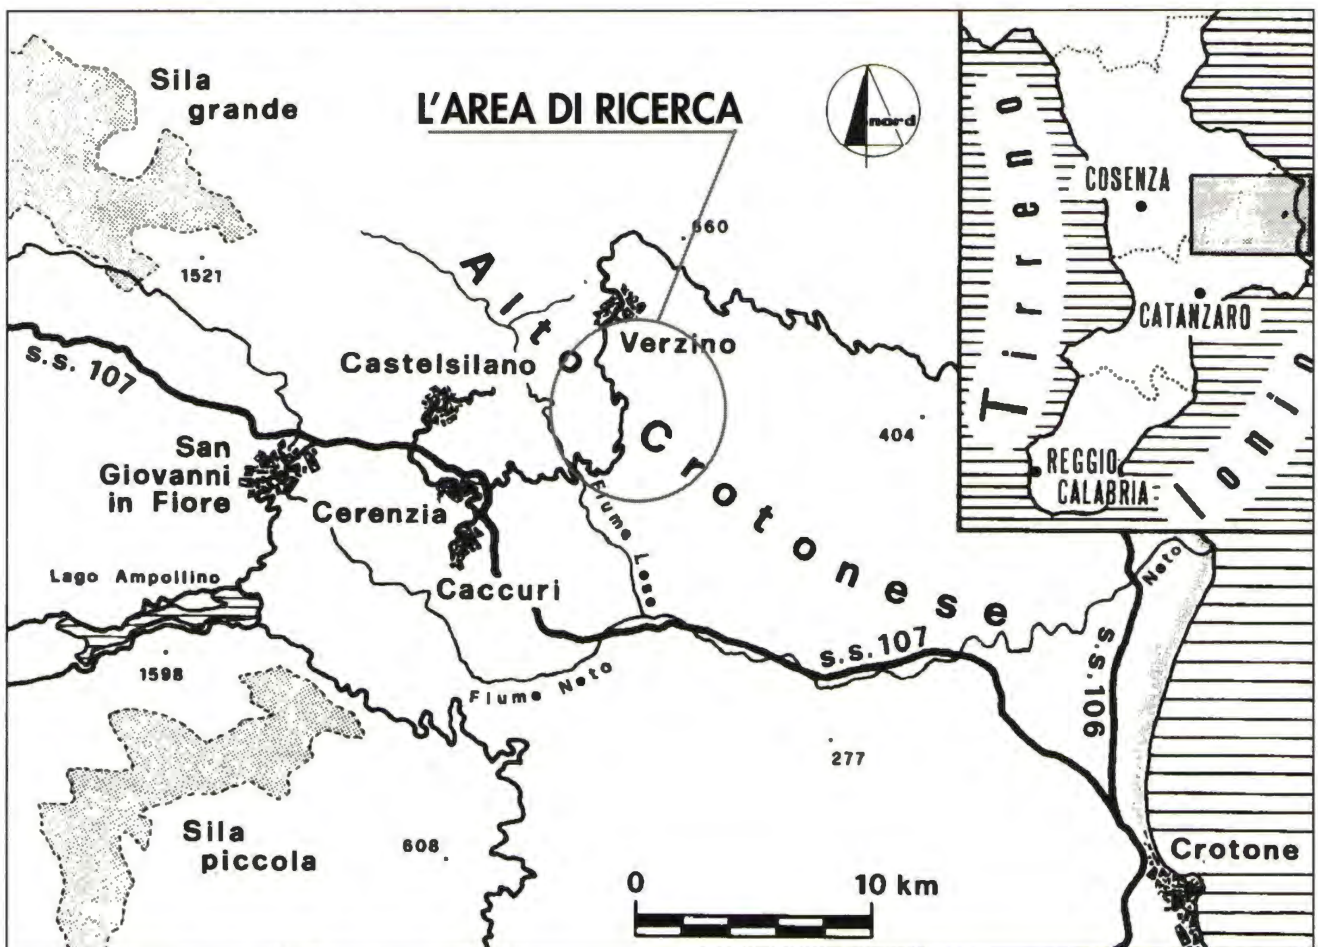 Sila
grande
L'AREA DI RICERCA
nord
660
1521
Alto
Crotonese
s.s. 107
Castelsilano
Verzino
404
San
Giovanni
in Fiore
Cerenzia
Caccuri
Fiume Lese
Lago Ampollino
1598
Fiume Neto
s.s. 107
Neto
s.s. 106
277
Sila
piccola
608
Crotone
0 10 km
Tirreno
COSENZA
CATANZARO
REGGIO
CALABRIA
Ionio